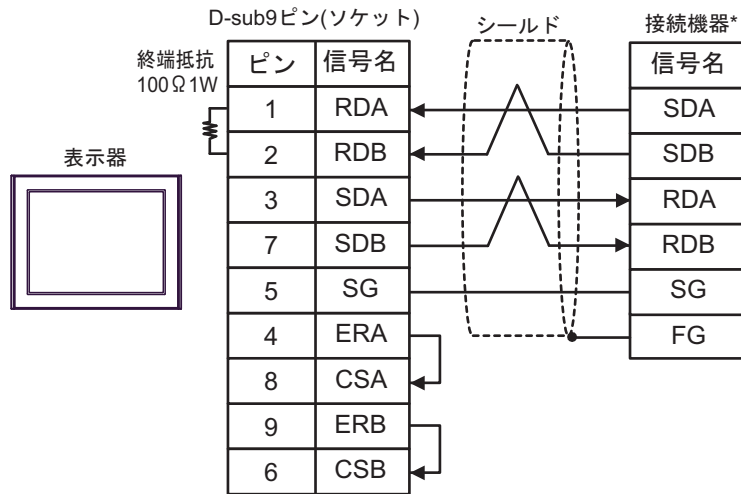 D-sub9ピン(ソケット)
シールド
接続機器*
終端抵抗
100Ω1W
表示器
ピン 信号名
1 RDA
2 RDB
3 SDA
7 SDB
5 SG
4 ERA
8 CSA
9 ERB
6 CSB
信号名
SDA
SDB
RDA
RDB
SG
FG